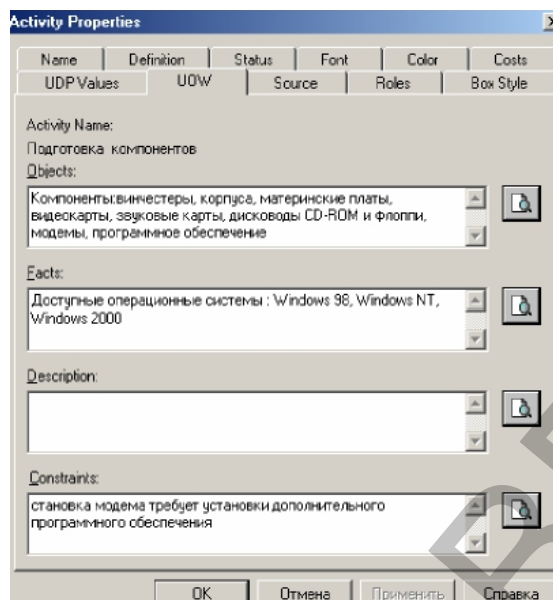 Activity Properties
Name Definition Status Font Color Costs
UDP Values UOW Source Roles Box Style
Activity Name:
Подготовка компонентов
Objects:
Компоненты:винчестеры, корпуса, материнские платы,
видеокарты, звуковые карты, дисководы CD-ROM и флоппи,
модемы, программное обеспечение
Facts:
Доступные операционные системы : Windows 98, Windows NT,
Windows 2000
Description:
Constraints:
становка модема требует установки дополнительного
программного обеспечения
OK Отмена Применить Справка